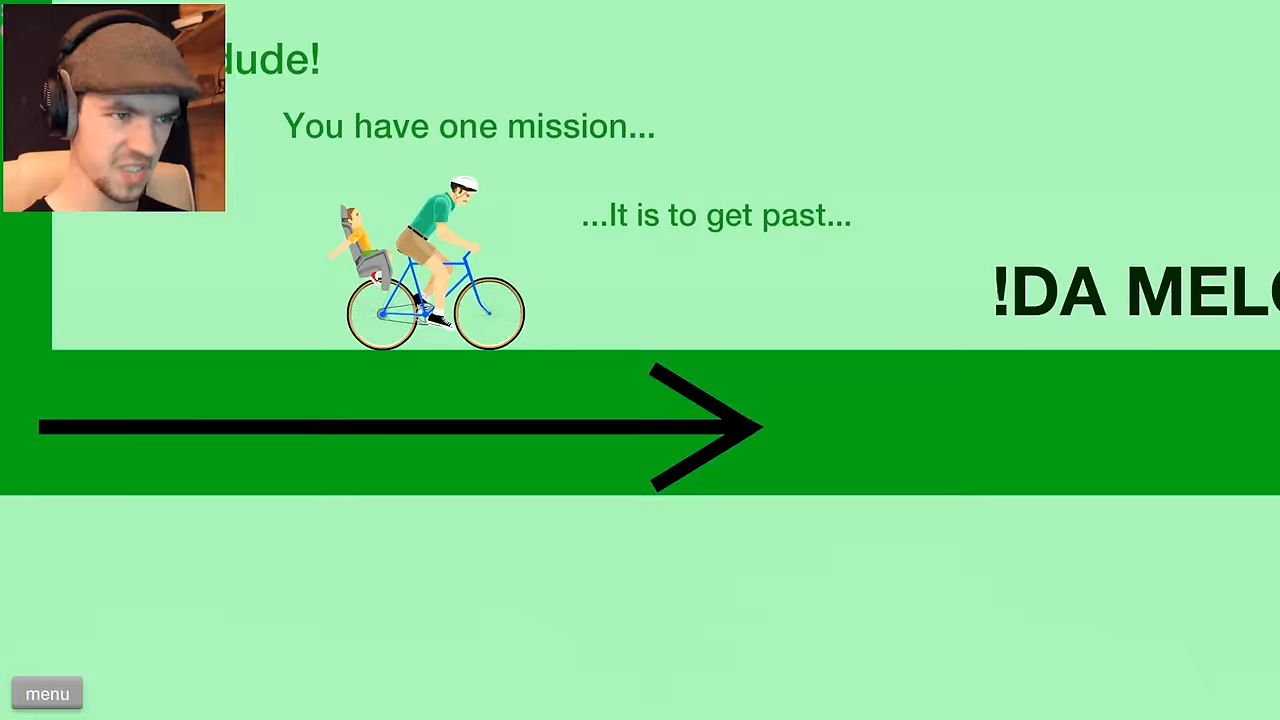 dude!
You have one mission...
...It is to get past...
!DA MEL
menu